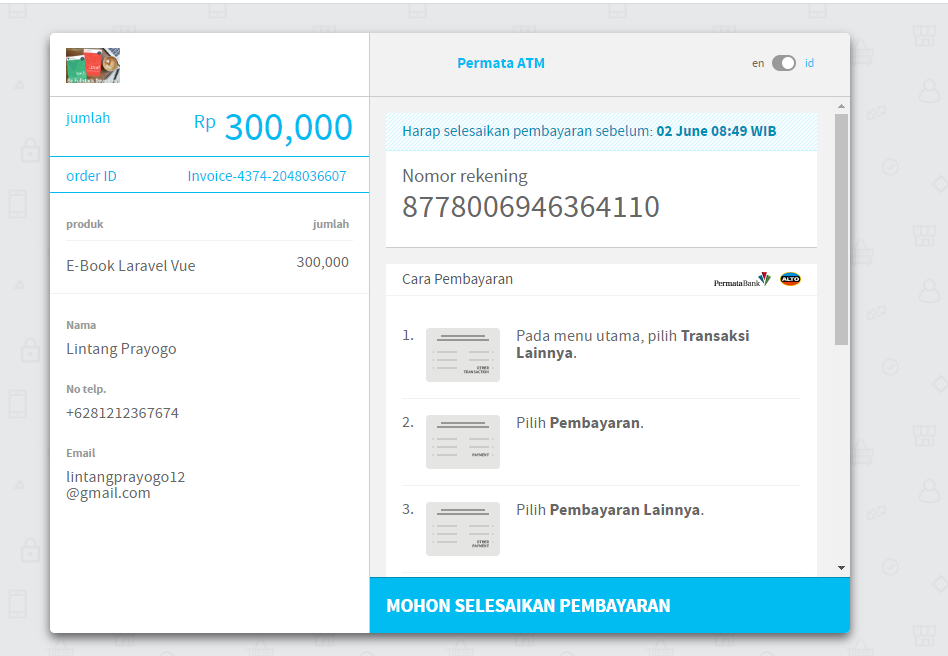 Permata ATM
en id
jumlah
Rp 300,000
order ID Invoice-4374-2048036607
produk jumlah
E-Book Laravel Vue 300,000
Nama
Lintang Prayogo
No telp.
+6281212367674
Email
lintangprayogo12
@gmail.com
Harap selesaikan pembayaran sebelum: 02 June 08:49 WIB
Nomor rekening
8778006946364110
Cara Pembayaran
PermataBank ALTO
1. Pada menu utama, pilih Transaksi
Lainnya.
OTHER
TRANSACTION
2. Pilih Pembayaran.
PAYMENT
3. Pilih Pembayaran Lainnya.
OTHER
PAYMENT
MOHON SELESAIKAN PEMBAYARAN